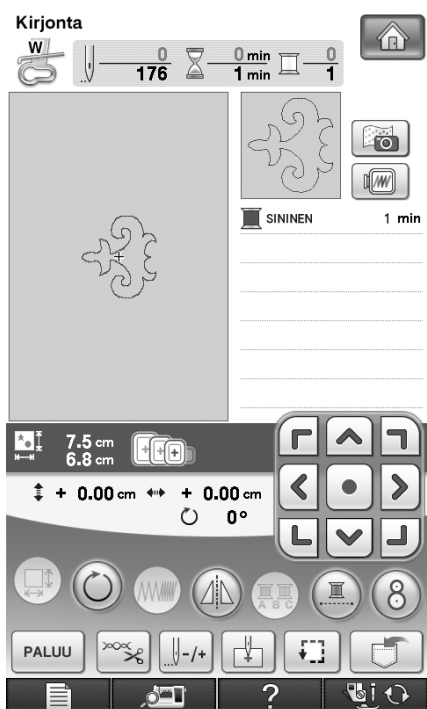 Kirjonta
W
0 0 min 0
176 1 min 1
SININEN 1 min
7.5 cm
6.8 cm
+ 0.00 cm + 0.00 cm
0°
A B C
8
PALUU -/+
?